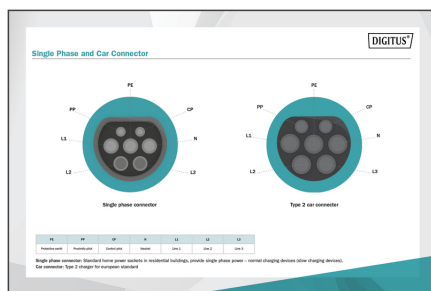 DIGITUS®
Single Phase and Car Connector
PE
PP
CP
L1
N
L2
L3
Single phase connector
PE
PP
CP
L1
N
L2
L3
Type 2 car connector
PE PP CP N L1 L2 L3
Protective earth Proximity pilot Control pilot Neutral Line 1 Line 2 Line 3
Single phase connector: Standard home power sockets in residential buildings, provide single phase power – normal charging devices (slow charging devices).
Car connector: Type 2 charger for european standard